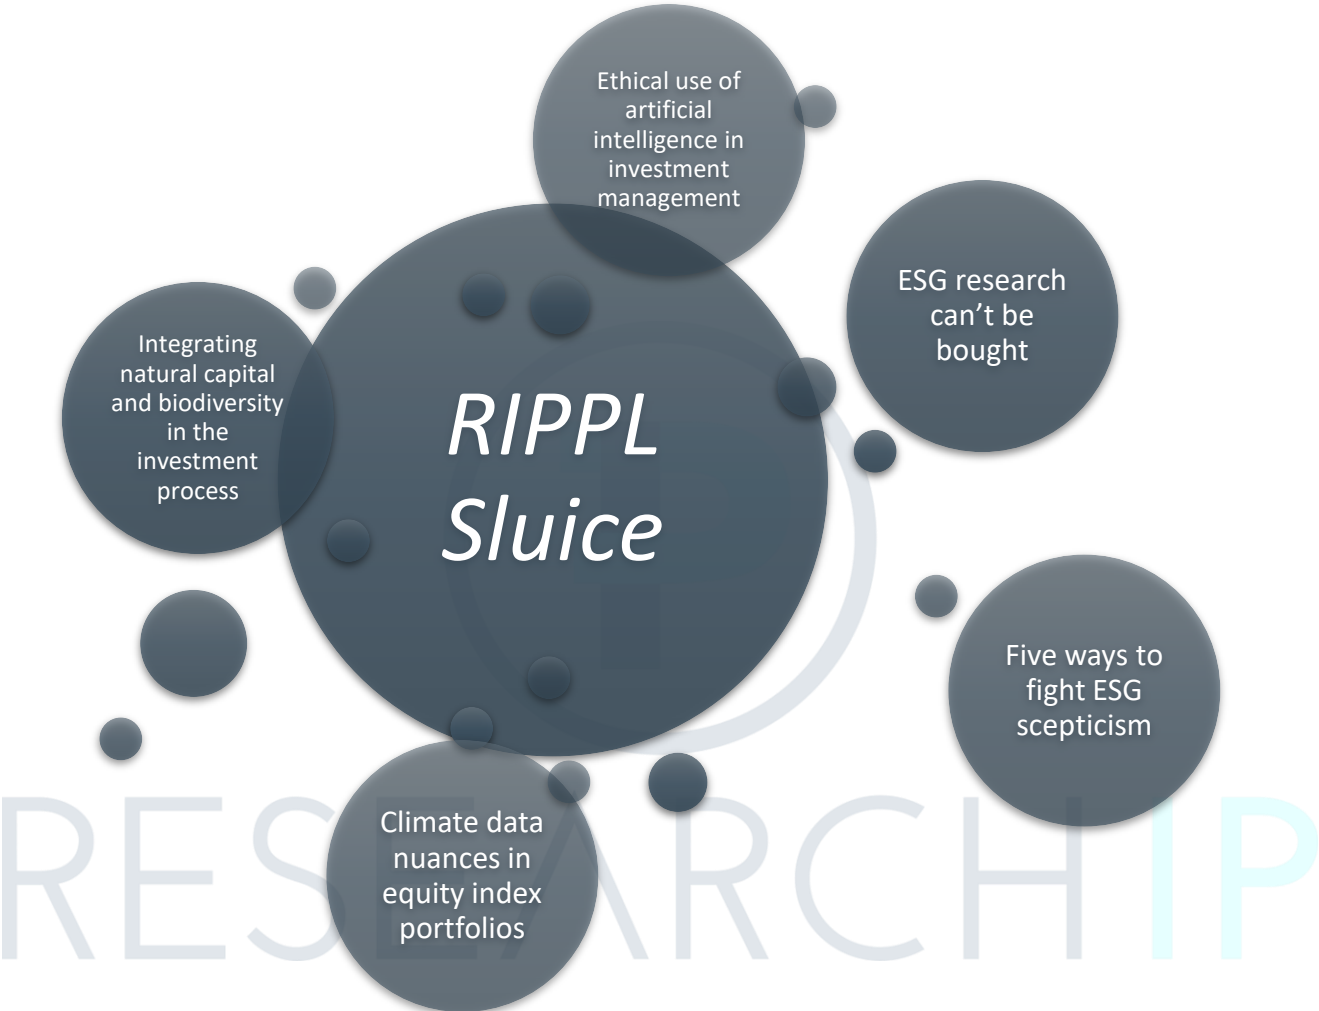 Ethical use of
artificial
intelligence in
investment
management
ESG research
can’t be
bought
Integrating
natural capital
and biodiversity
in the
investment
process
RIPPL
Sluice
Five ways to
fight ESG
scepticism
Climate data
nuances in
equity index
portfolios
RESEARCHIP